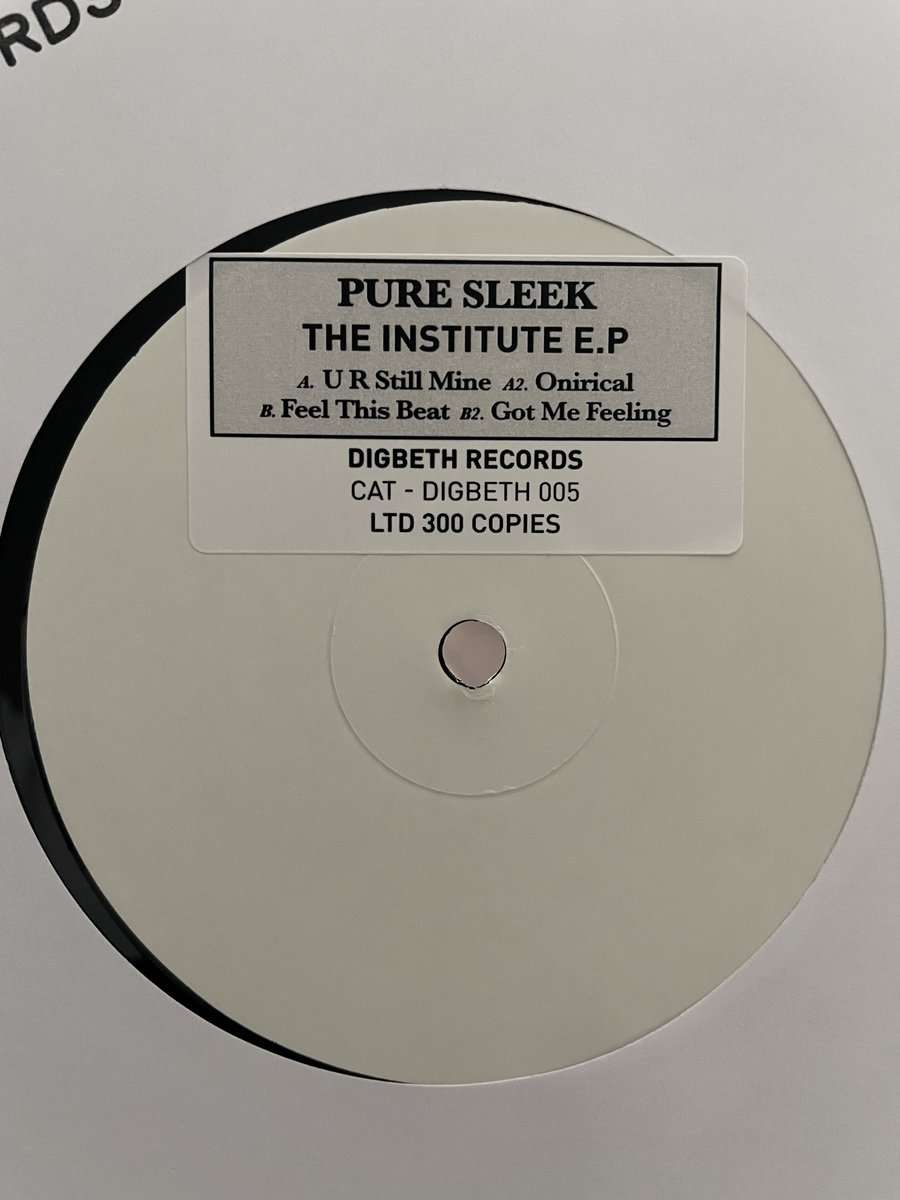 RDS
PURE SLEEK
THE INSTITUTE E.P
A. U R Still Mine A2. Onirical
B. Feel This Beat B2. Got Me Feeling
DIGBETH RECORDS
CAT - DIGBETH 005
LTD 300 COPIES